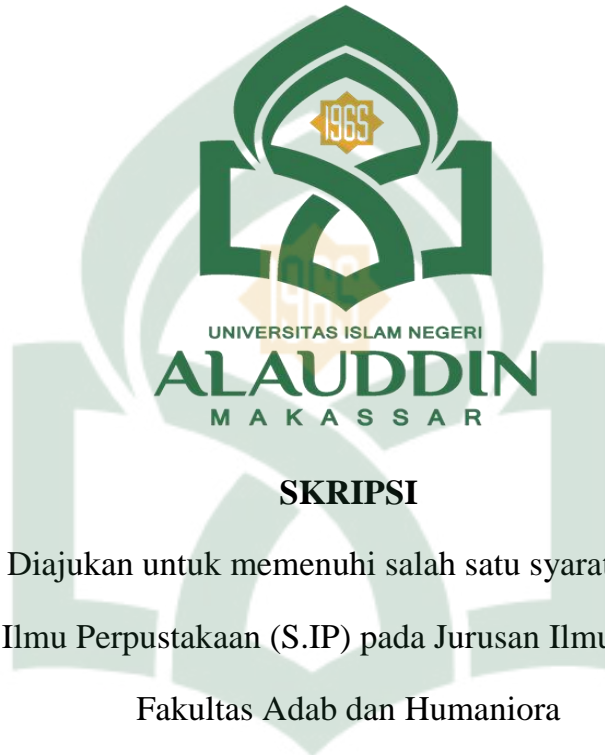 1965
UNIVERSITAS ISLAM NEGERI
ALAUDDIN
MAKASSAR
SKRIPSI
Diajukan untuk memenuhi salah satu syarat
Ilmu Perpustakaan (S.IP) pada Jurusan Ilmu
Fakultas Adab dan Humaniora